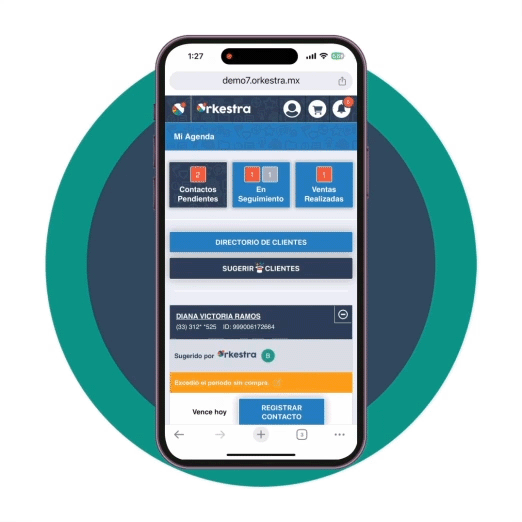 1:27
demo7.orkestra.mx
Orkestra
8
Mi Agenda
2
Contactos
Pendientes
1 1
En
Seguimiento
1
Ventas
Realizadas
DIRECTORIO DE CLIENTES
SUGERIR CLIENTES
DIANA VICTORIA RAMOS
(33) 312* *525 ID: 999006172664
Sugerido por Orkestra B
Excedió el periodo sin compra
Vence hoy
REGISTRAR
CONTACTO
3